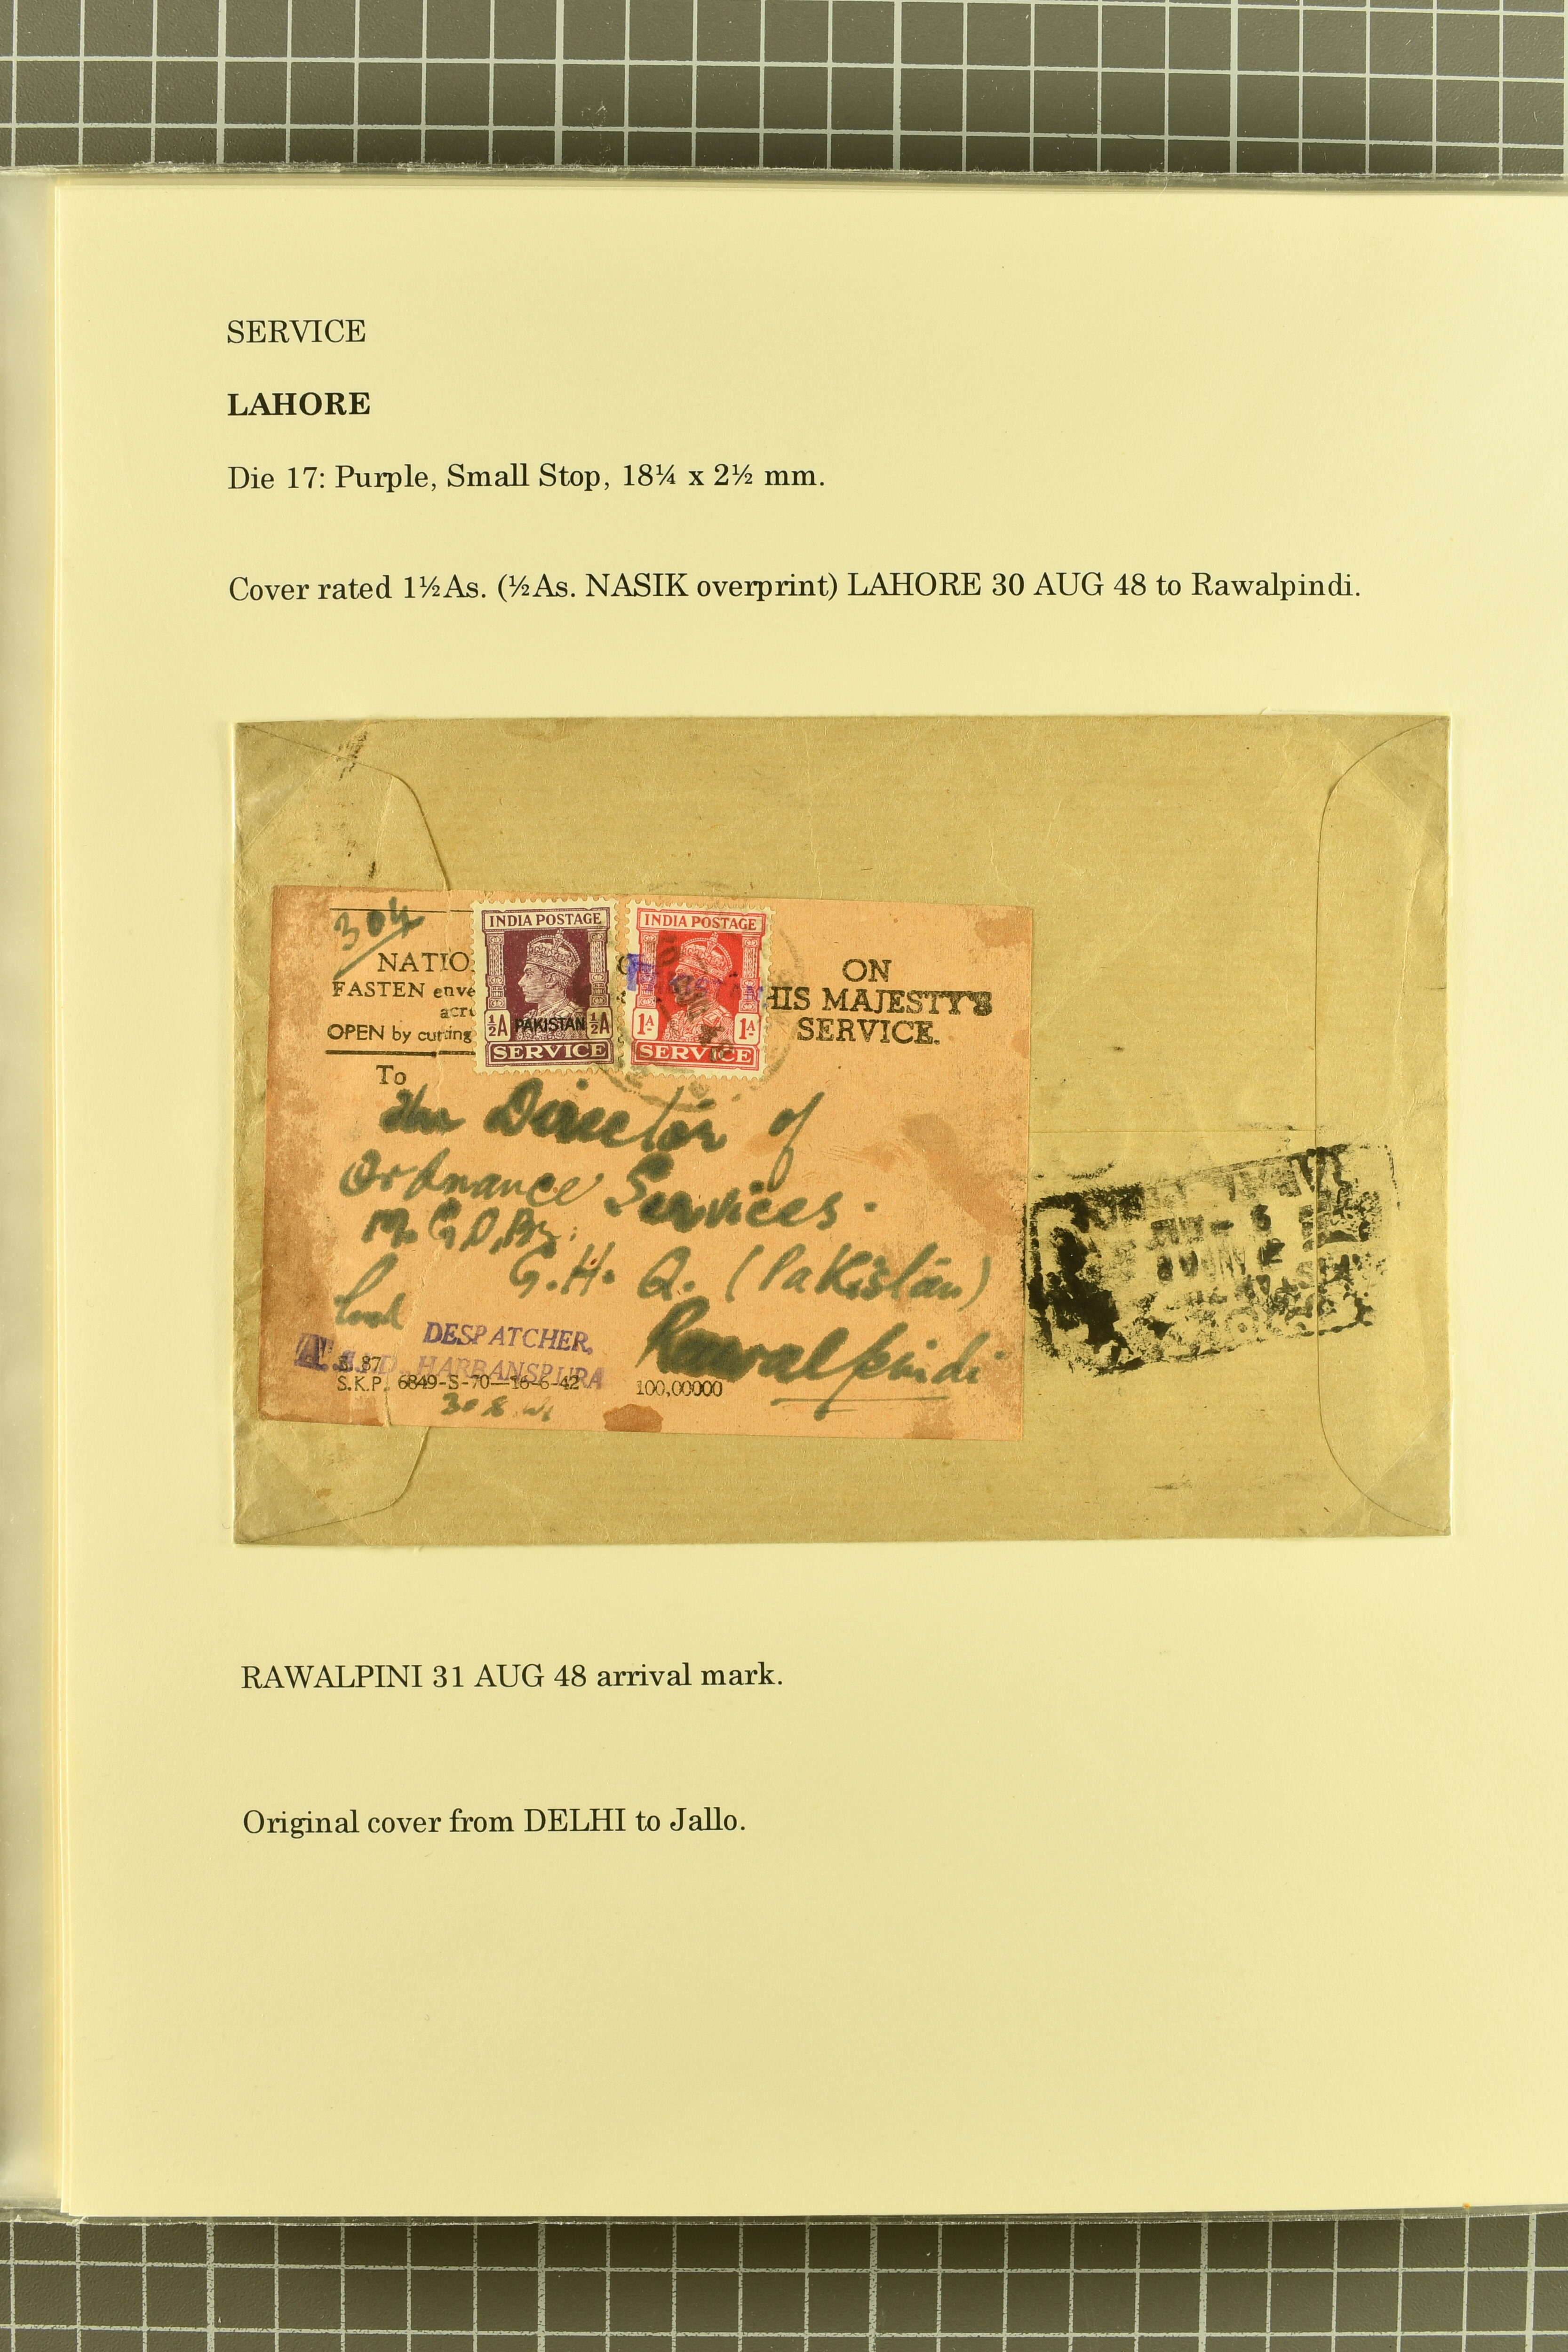 SERVICE
LAHORE
Die 17: Purple, Small Stop, 18¼ x 2½ mm.
Cover rated 1½As. (½As. NASIK overprint) LAHORE 30 AUG 48 to Rawalpindi.
304
INDIA POSTAGE
½A PAKISTAN ½A
SERVICE
INDIA POSTAGE
PAKISTAN
1A 1A
SERVICE
NATIO
FASTEN enve
acr
OPEN by cutting
ON
HIS MAJESTY'S
SERVICE.
To
The Director of
Ordnance Services.
G.H.Q. (Pakistan)
Rawalpindi
DESPATCHER,
HARBANSPURA
S. 87
S.K.P. 6849-S-70—16-6-42 100,00000
RAWALPINI 31 AUG 48 arrival mark.
Original cover from DELHI to Jallo.